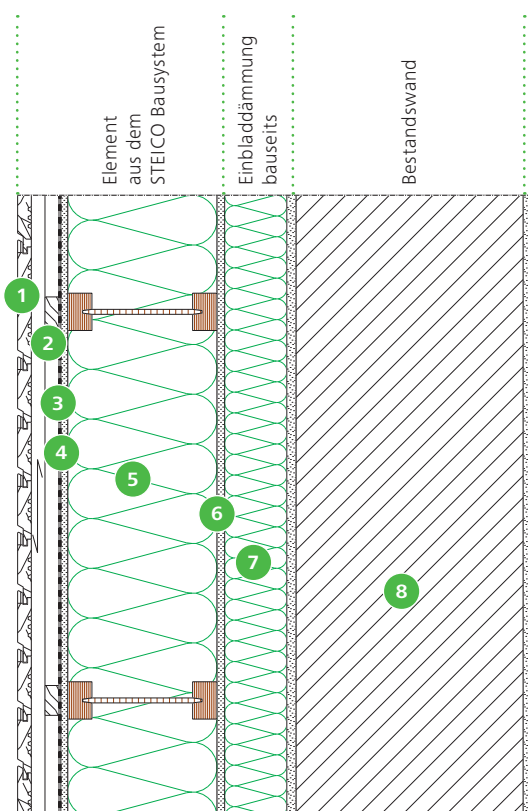 Element
aus dem
STEICO Bausystem
Einbladdämmung
bauseits
Bestandswand
1
2
3
4
5
6
7
8